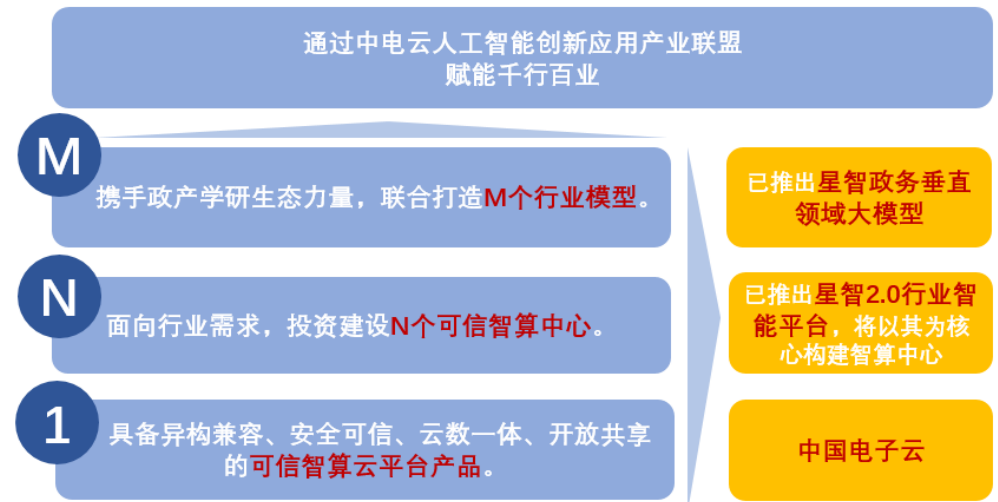 通过中电云人工智能创新应用产业联盟
赋能千行百业
M
携手政产学研生态力量，联合打造M个行业模型。
已推出星智政务垂直
领域大模型
N
面向行业需求，投资建设N个可信智算中心。
已推出星智2.0行业智
能平台，将以其为核
心构建智算中心
1
具备异构兼容、安全可信、云数一体、开放共享
的可信智算云平台产品。
中国电子云